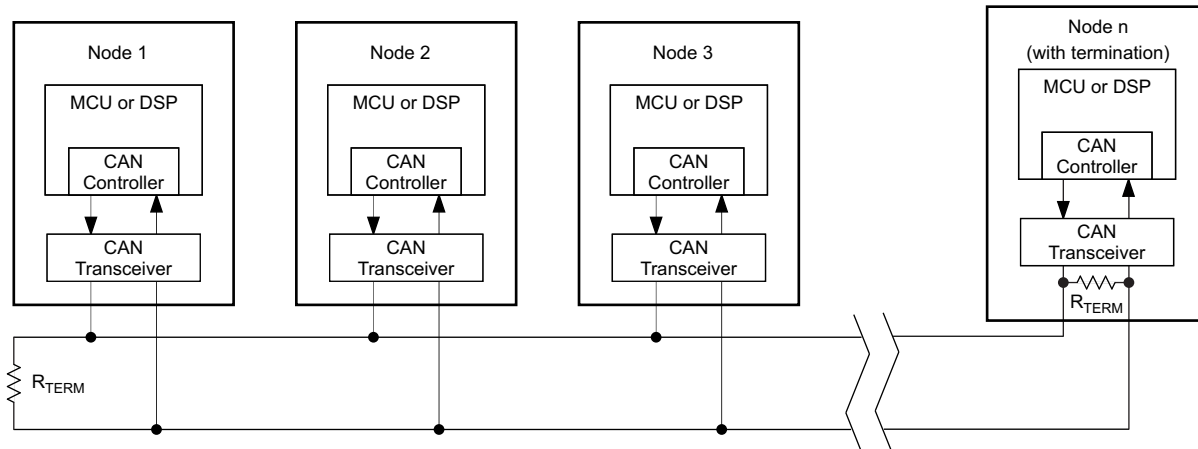 Node 1
MCU or DSP
CAN
Controller
CAN
Transceiver
Node 2
MCU or DSP
CAN
Controller
CAN
Transceiver
Node 3
MCU or DSP
CAN
Controller
CAN
Transceiver
Node n
(with termination)
MCU or DSP
CAN
Controller
CAN
Transceiver
RTERM
RTERM